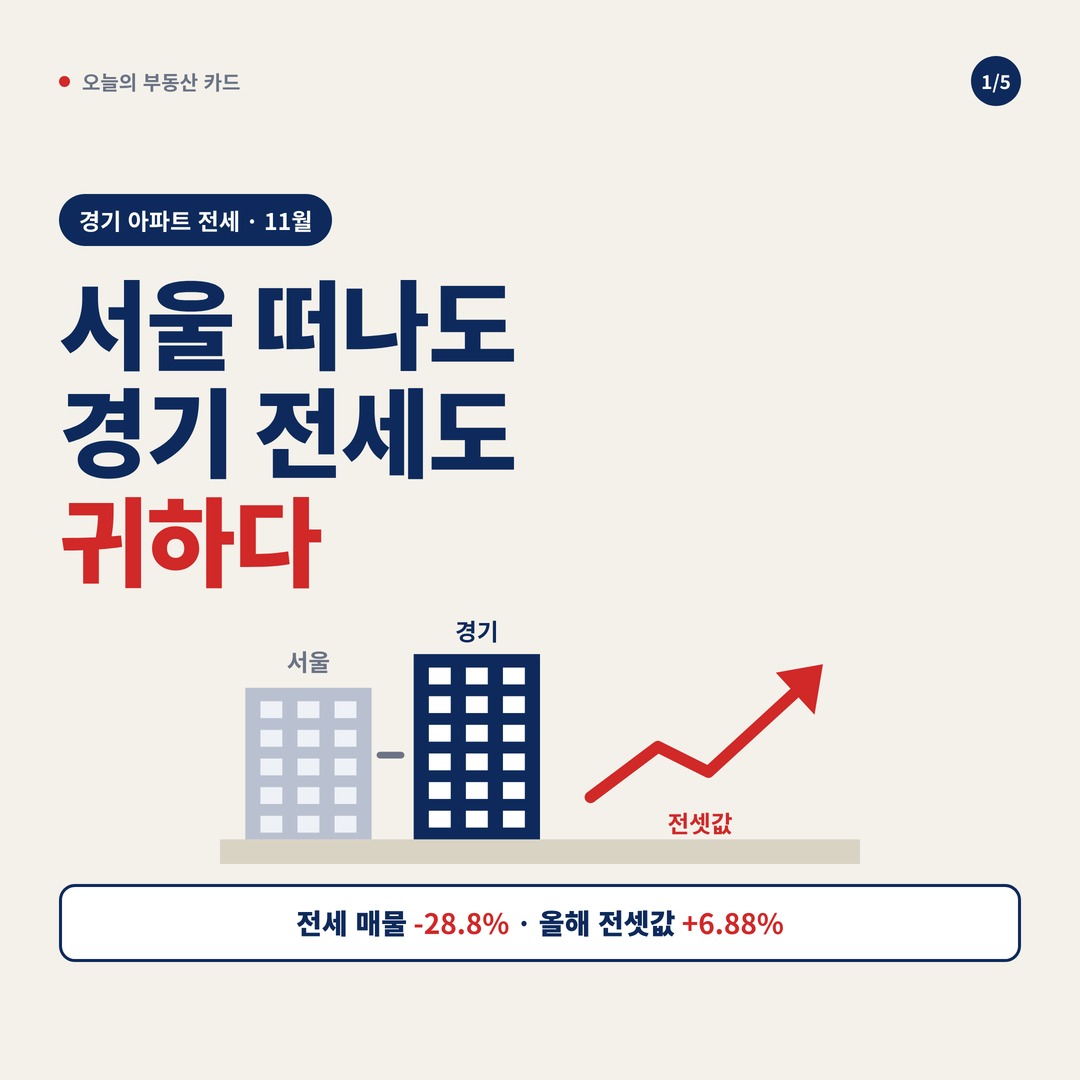 오늘의 부동산 카드
1/5
경기 아파트 전세 · 11월
서울 떠나도
경기 전세도
귀하다
경기
서울
전셋값
전세 매물 -28.8% · 올해 전셋값 +6.88%